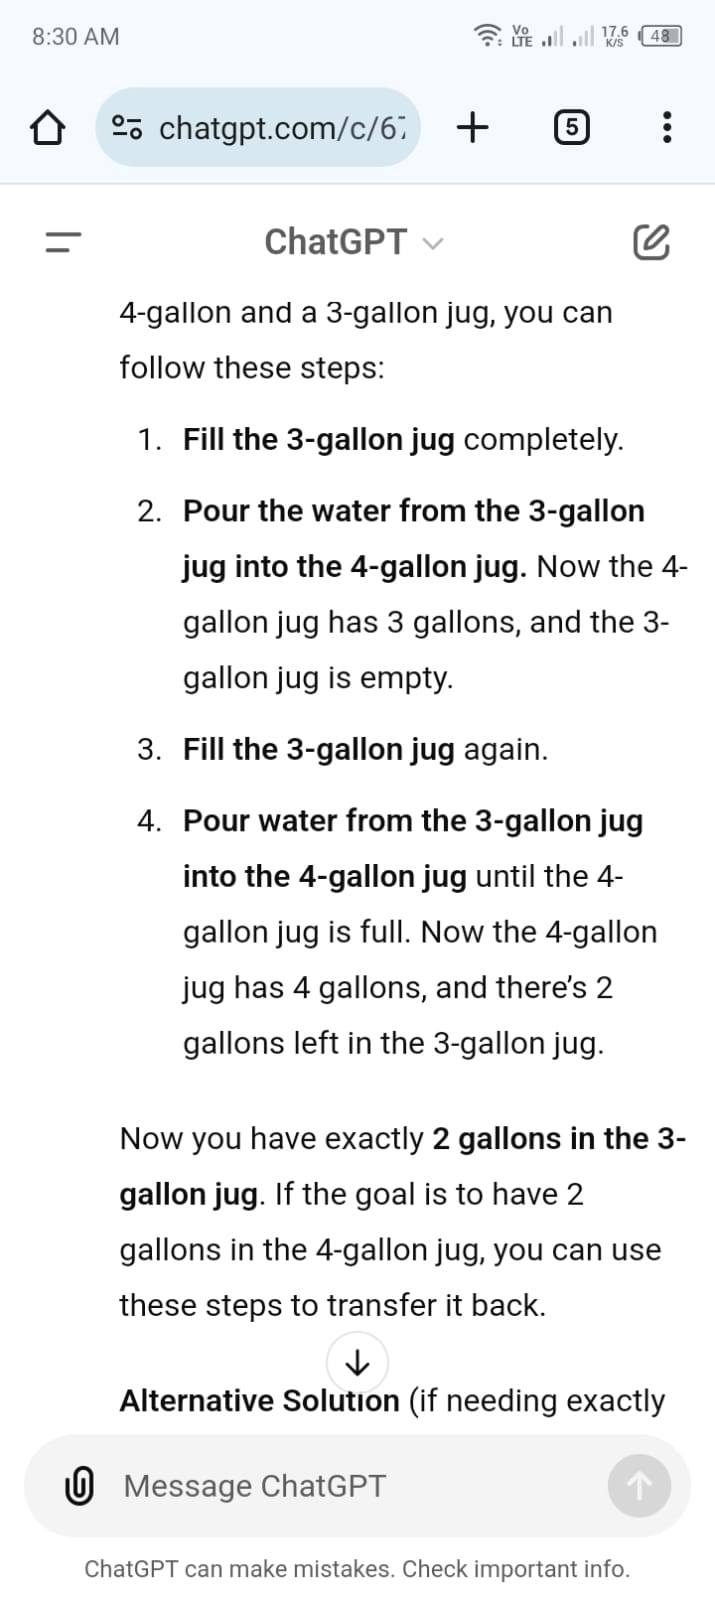 8:30 AM
Vo LTE 17.6 K/S 48
chatgpt.com/c/67
5
ChatGPT
4-gallon and a 3-gallon jug, you can
follow these steps:
1. Fill the 3-gallon jug completely.
2. Pour the water from the 3-gallon
jug into the 4-gallon jug. Now the 4-
gallon jug has 3 gallons, and the 3-
gallon jug is empty.
3. Fill the 3-gallon jug again.
4. Pour water from the 3-gallon jug
into the 4-gallon jug until the 4-
gallon jug is full. Now the 4-gallon
jug has 4 gallons, and there’s 2
gallons left in the 3-gallon jug.
Now you have exactly 2 gallons in the 3-
gallon jug. If the goal is to have 2
gallons in the 4-gallon jug, you can use
these steps to transfer it back.
Alternative Solution (if needing exactly
Message ChatGPT
ChatGPT can make mistakes. Check important info.